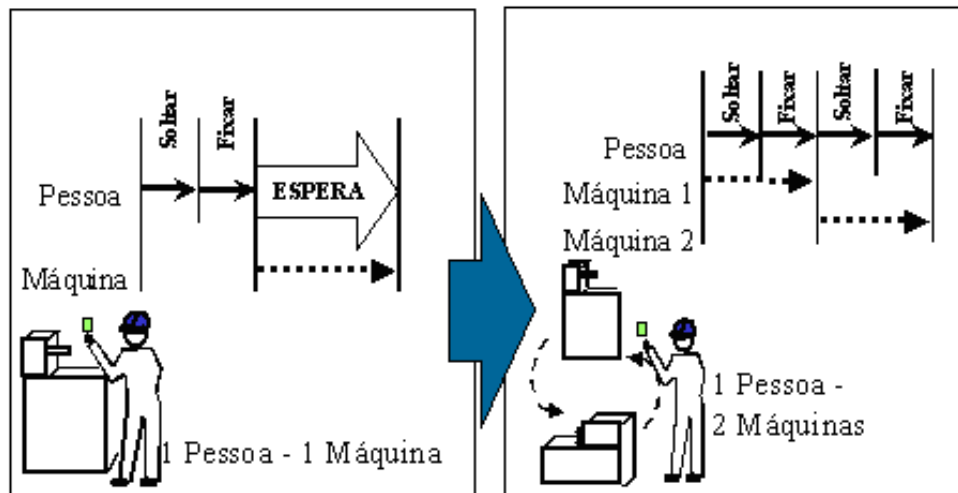 Soltar
Fixar
Pessoa
ESPERA
Máquina
1 Pessoa - 1 Máquina
Soltar
Fixar
Soltar
Fixar
Pessoa
Máquina 1
Máquina 2
1 Pessoa -
2 Máquinas